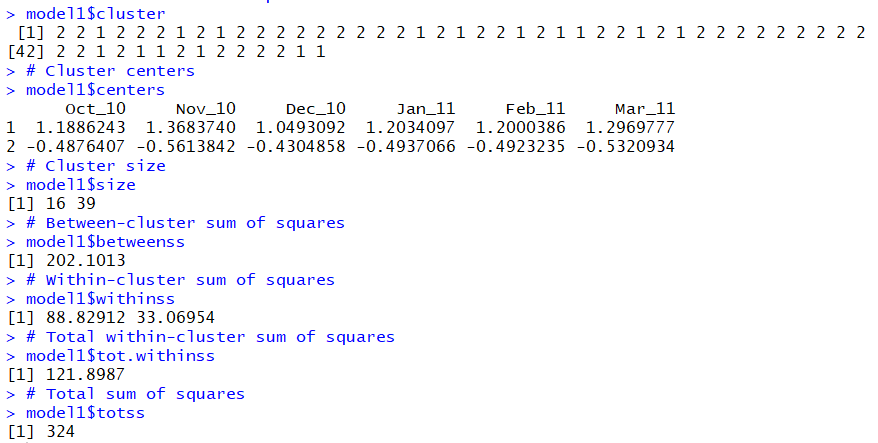 > model1$cluster
 [1] 2 2 1 2 2 2 1 2 1 2 2 2 2 2 2 2 2 2 1 2 1 2 2 1 2 1 1 2 2 1 2 1 2 2 2 2 2 2 2 2 2
[42] 2 2 1 2 1 1 2 1 2 2 2 2 1 1
> # Cluster centers
> model1$centers
      Oct_10     Nov_10     Dec_10     Jan_11     Feb_11     Mar_11
1  1.1886243  1.3683740  1.0493092  1.2034097  1.2000386  1.2969777
2 -0.4876407 -0.5613842 -0.4304858 -0.4937066 -0.4923235 -0.5320934
> # Cluster size
> model1$size
[1] 16 39
> # Between-cluster sum of squares
> model1$betweenss
[1] 202.1013
> # Within-cluster sum of squares
> model1$withinss
[1] 88.82912 33.06954
> # Total within-cluster sum of squares
> model1$tot.withinss
[1] 121.8987
> # Total sum of squares
> model1$totss
[1] 324